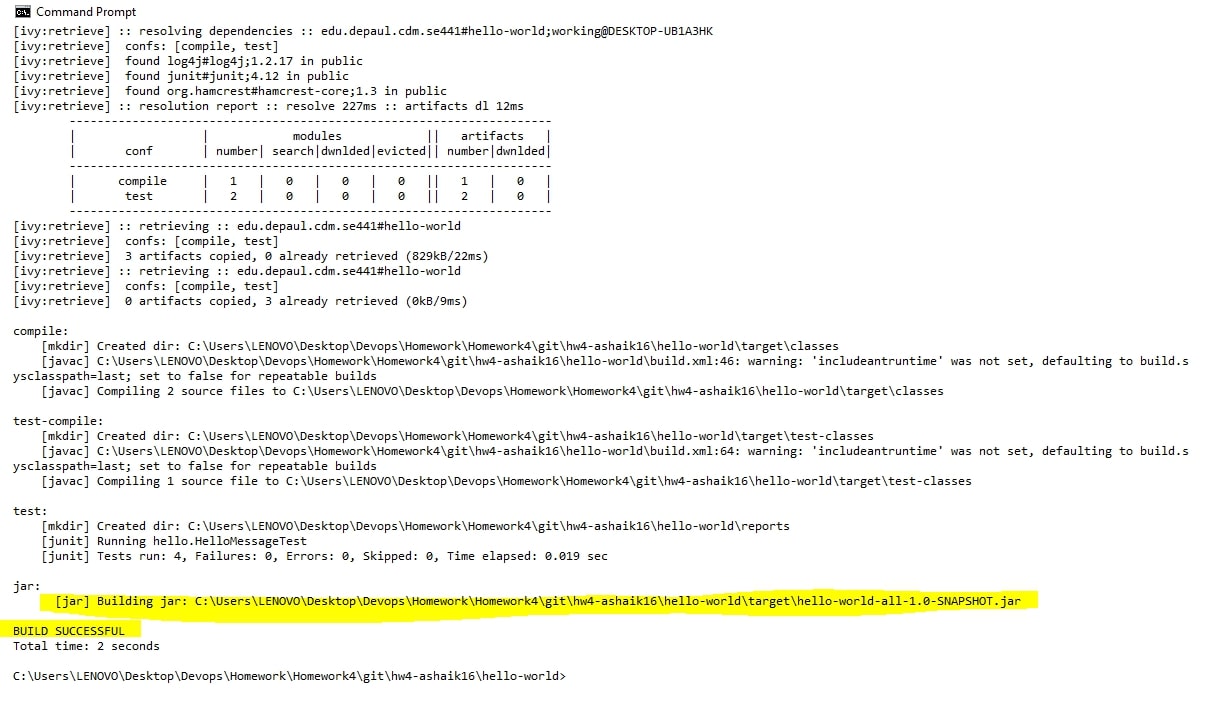 Command Prompt
[ivy:retrieve] :: resolving dependencies :: edu.depaul.cdm.se441#hello-world;working@DESKTOP-UB1A3HK
[ivy:retrieve]  confs: [compile, test]
[ivy:retrieve]  found log4j#log4j;1.2.17 in public
[ivy:retrieve]  found junit#junit;4.12 in public
[ivy:retrieve]  found org.hamcrest#hamcrest-core;1.3 in public
[ivy:retrieve] :: resolution report :: resolve 227ms :: artifacts dl 12ms
        ---------------------------------------------------------------------
        |                  |            modules            ||   artifacts   |
        |       conf       | number| search|dwnlded|evicted|| number|dwnlded|
        ---------------------------------------------------------------------
        |      compile     |   1   |   0   |   0   |   0   ||   1   |   0   |
        |       test       |   2   |   0   |   0   |   0   ||   2   |   0   |
        ---------------------------------------------------------------------
[ivy:retrieve] :: retrieving :: edu.depaul.cdm.se441#hello-world
[ivy:retrieve]  confs: [compile, test]
[ivy:retrieve]  3 artifacts copied, 0 already retrieved (829kB/22ms)
[ivy:retrieve] :: retrieving :: edu.depaul.cdm.se441#hello-world
[ivy:retrieve]  confs: [compile, test]
[ivy:retrieve]  0 artifacts copied, 3 already retrieved (0kB/9ms)
compile:
    [mkdir] Created dir: C:\Users\LENOVO\Desktop\Devops\Homework\Homework4\git\hw4-ashaik16\hello-world\target\classes
    [javac] C:\Users\LENOVO\Desktop\Devops\Homework\Homework4\git\hw4-ashaik16\hello-world\build.xml:46: warning: 'includeantruntime' was not set, defaulting to build.s
ysclasspath=last; set to false for repeatable builds
    [javac] Compiling 2 source files to C:\Users\LENOVO\Desktop\Devops\Homework\Homework4\git\hw4-ashaik16\hello-world\target\classes
test-compile:
    [mkdir] Created dir: C:\Users\LENOVO\Desktop\Devops\Homework\Homework4\git\hw4-ashaik16\hello-world\target\test-classes
    [javac] C:\Users\LENOVO\Desktop\Devops\Homework\Homework4\git\hw4-ashaik16\hello-world\build.xml:64: warning: 'includeantruntime' was not set, defaulting to build.s
ysclasspath=last; set to false for repeatable builds
    [javac] Compiling 1 source file to C:\Users\LENOVO\Desktop\Devops\Homework\Homework4\git\hw4-ashaik16\hello-world\target\test-classes
test:
    [mkdir] Created dir: C:\Users\LENOVO\Desktop\Devops\Homework\Homework4\git\hw4-ashaik16\hello-world\reports
    [junit] Running hello.HelloMessageTest
    [junit] Tests run: 4, Failures: 0, Errors: 0, Skipped: 0, Time elapsed: 0.019 sec
jar:
      [jar] Building jar: C:\Users\LENOVO\Desktop\Devops\Homework\Homework4\git\hw4-ashaik16\hello-world\target\hello-world-all-1.0-SNAPSHOT.jar
BUILD SUCCESSFUL
Total time: 2 seconds
C:\Users\LENOVO\Desktop\Devops\Homework\Homework4\git\hw4-ashaik16\hello-world>